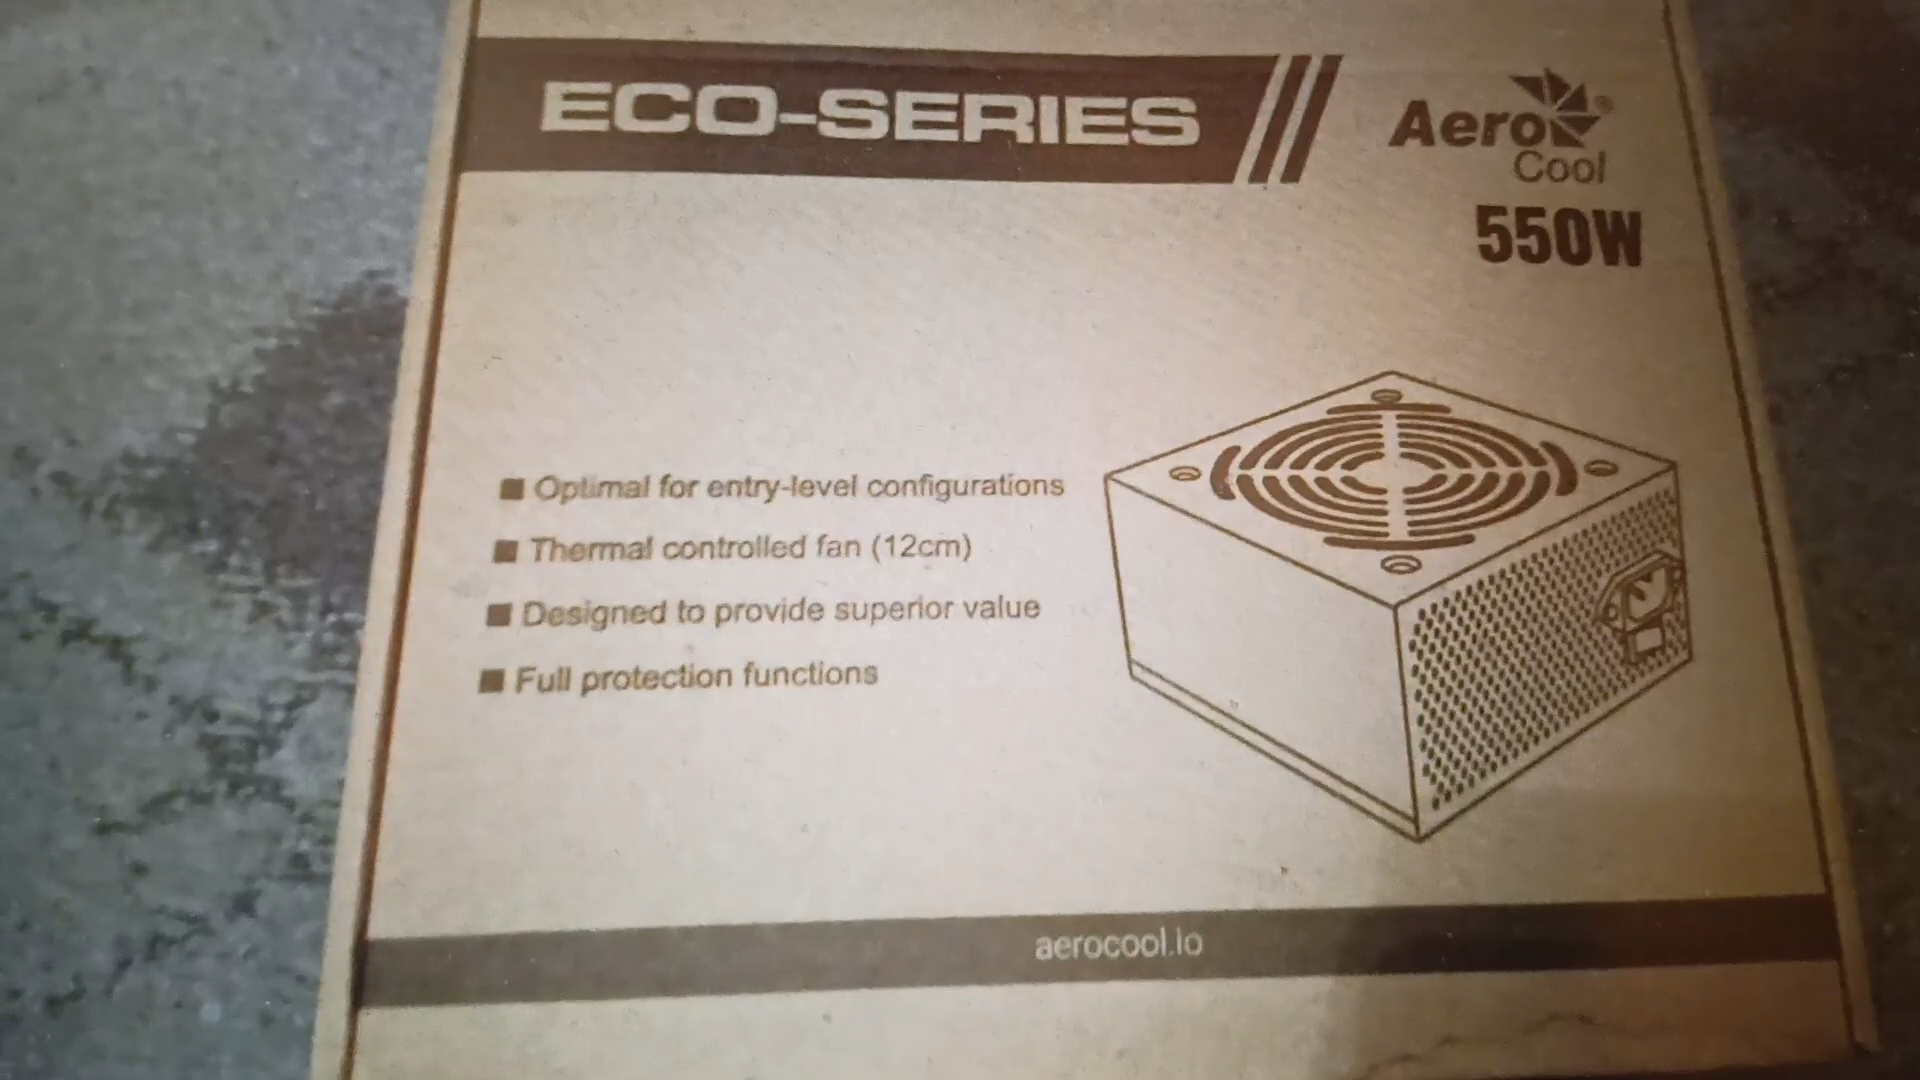 ECO-SERIES
Aero
Cool
550W
Optimal for entry-level configurations
Thermal controlled fan (12cm)
Designed to provide superior value
Full protection functions
aerocool.io